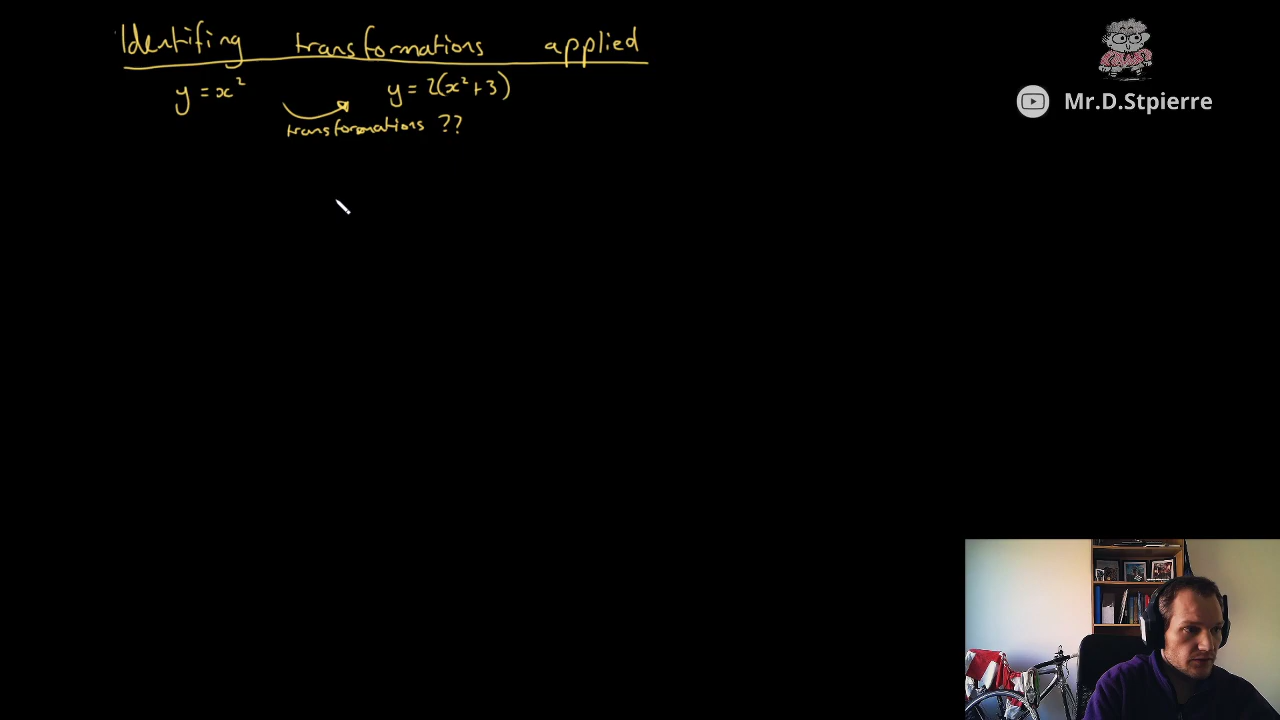 Identifing transformations applied
y = x² y = 2(x²+3)
transformations ??
Mr.D.Stpierre